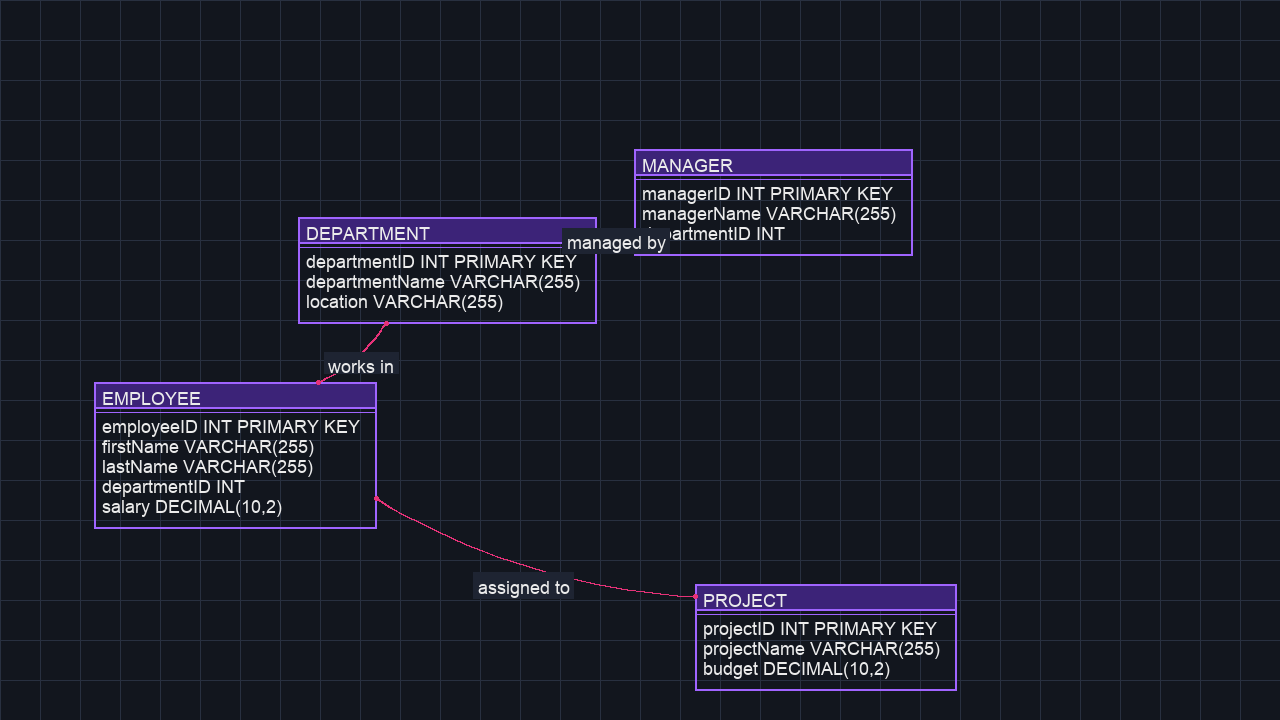 MANAGER
managerID INT PRIMARY KEY
managerName VARCHAR(255)
departmentID INT
DEPARTMENT
departmentID INT PRIMARY KEY
departmentName VARCHAR(255)
location VARCHAR(255)
managed by
works in
EMPLOYEE
employeeID INT PRIMARY KEY
firstName VARCHAR(255)
lastName VARCHAR(255)
departmentID INT
salary DECIMAL(10,2)
assigned to
PROJECT
projectID INT PRIMARY KEY
projectName VARCHAR(255)
budget DECIMAL(10,2)